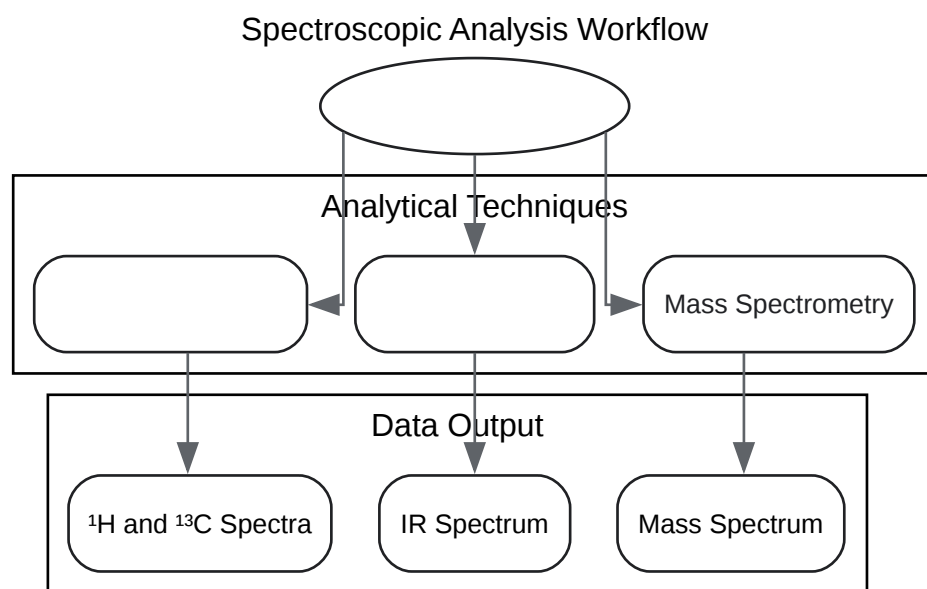 Spectroscopic Analysis Workflow
Analytical Techniques
Mass Spectrometry
Data Output
¹H and ¹³C Spectra
IR Spectrum
Mass Spectrum